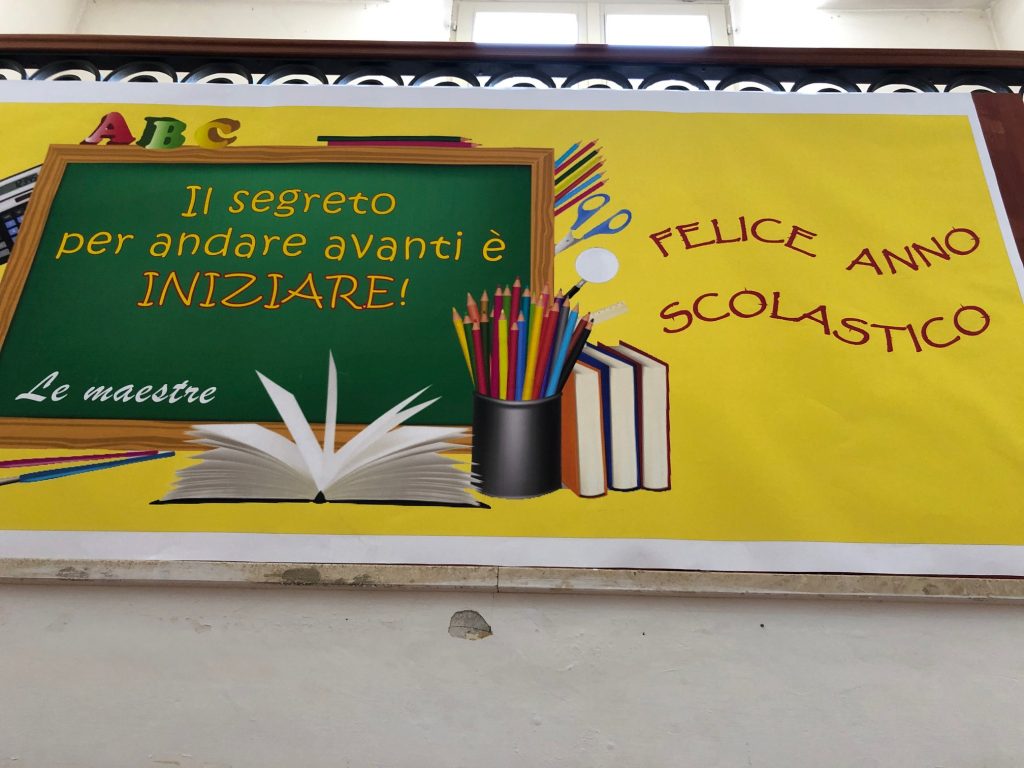 ABC
Il segreto
per andare avanti è
INIZIARE!
Le maestre
FELICE ANNO
SCOLASTICO